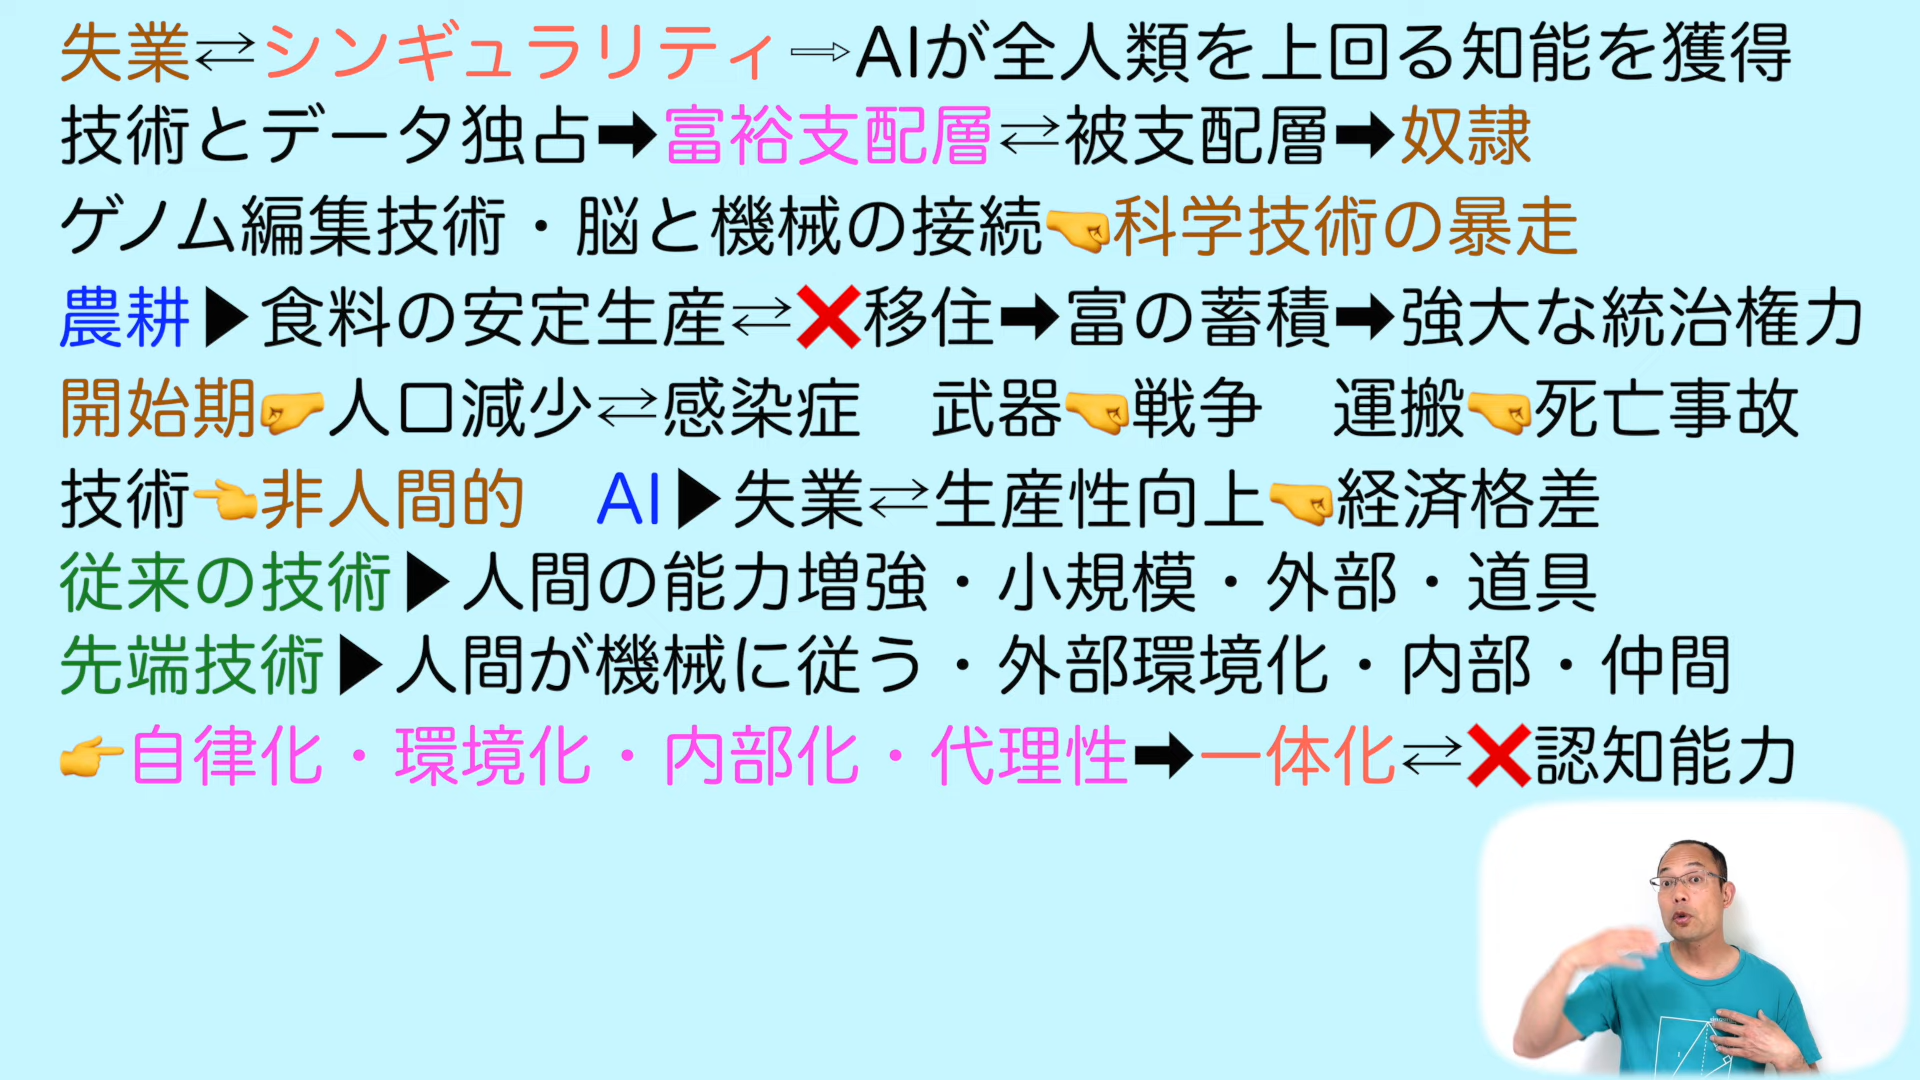 失業⇄シンギュラリティ⇨AIが全人類を上回る知能を獲得
技術とデータ独占➡富裕支配層⇄被支配層➡奴隷
ゲノム編集技術・脳と機械の接続🤜科学技術の暴走
農耕▶食料の安定生産⇄❌移住➡富の蓄積➡強大な統治権力
開始期🤛人口減少⇄感染症　武器🤜戦争　運搬🤜死亡事故
技術👈非人間的　AI▶失業⇄生産性向上🤜経済格差
従来の技術▶人間の能力増強・小規模・外部・道具
先端技術▶人間が機械に従う・外部環境化・内部・仲間
👉自律化・環境化・内部化・代理性➡一体化⇄❌認知能力